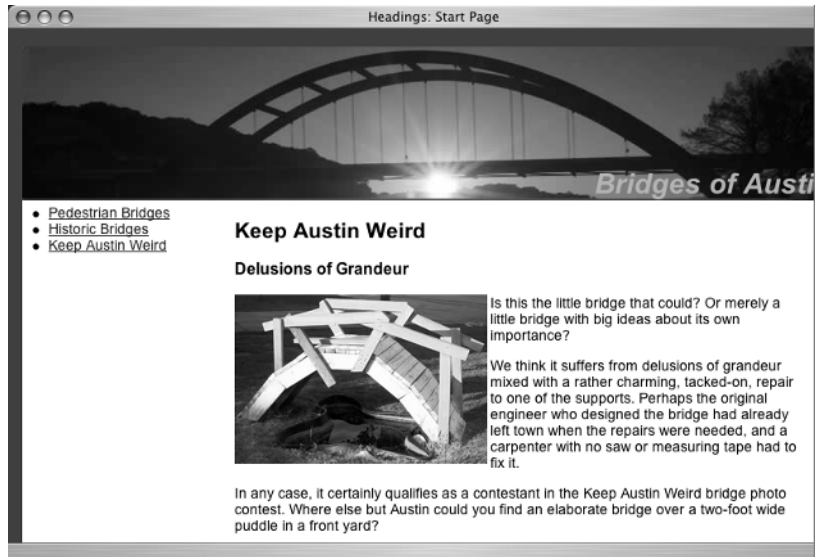 Headings: Start Page
Bridges of Austi
Pedestrian Bridges
Historic Bridges
Keep Austin Weird
Keep Austin Weird
Delusions of Grandeur
Is this the little bridge that could? Or merely a
little bridge with big ideas about its own
importance?
We think it suffers from delusions of grandeur
mixed with a rather charming, tacked-on, repair
to one of the supports. Perhaps the original
engineer who designed the bridge had already
left town when the repairs were needed, and a
carpenter with no saw or measuring tape had to
fix it.
In any case, it certainly qualifies as a contestant in the Keep Austin Weird bridge photo
contest. Where else but Austin could you find an elaborate bridge over a two-foot wide
puddle in a front yard?